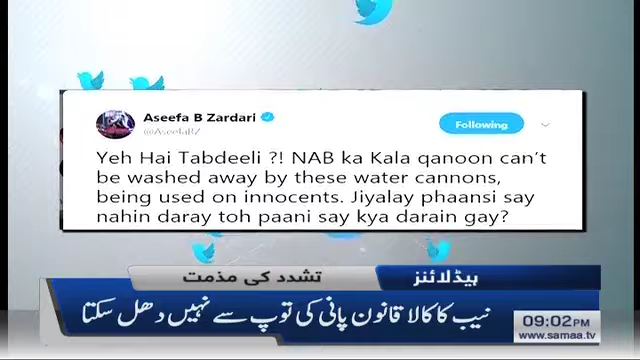 Aseefa B Zardari
@AseefaBZ
Following
Yeh Hai Tabdeeli ?! NAB ka Kala qanoon can't
be washed away by these water cannons,
being used on innocents. Jiyalay phaansi say
nahin daray toh paani say kya darain gay?
ہیڈلائنز
تشدد کی مذمت
نیب کا کالا قانون پانی کی توپ سے نہیں دھل سکتا
09:02PM
www.samaa.tv